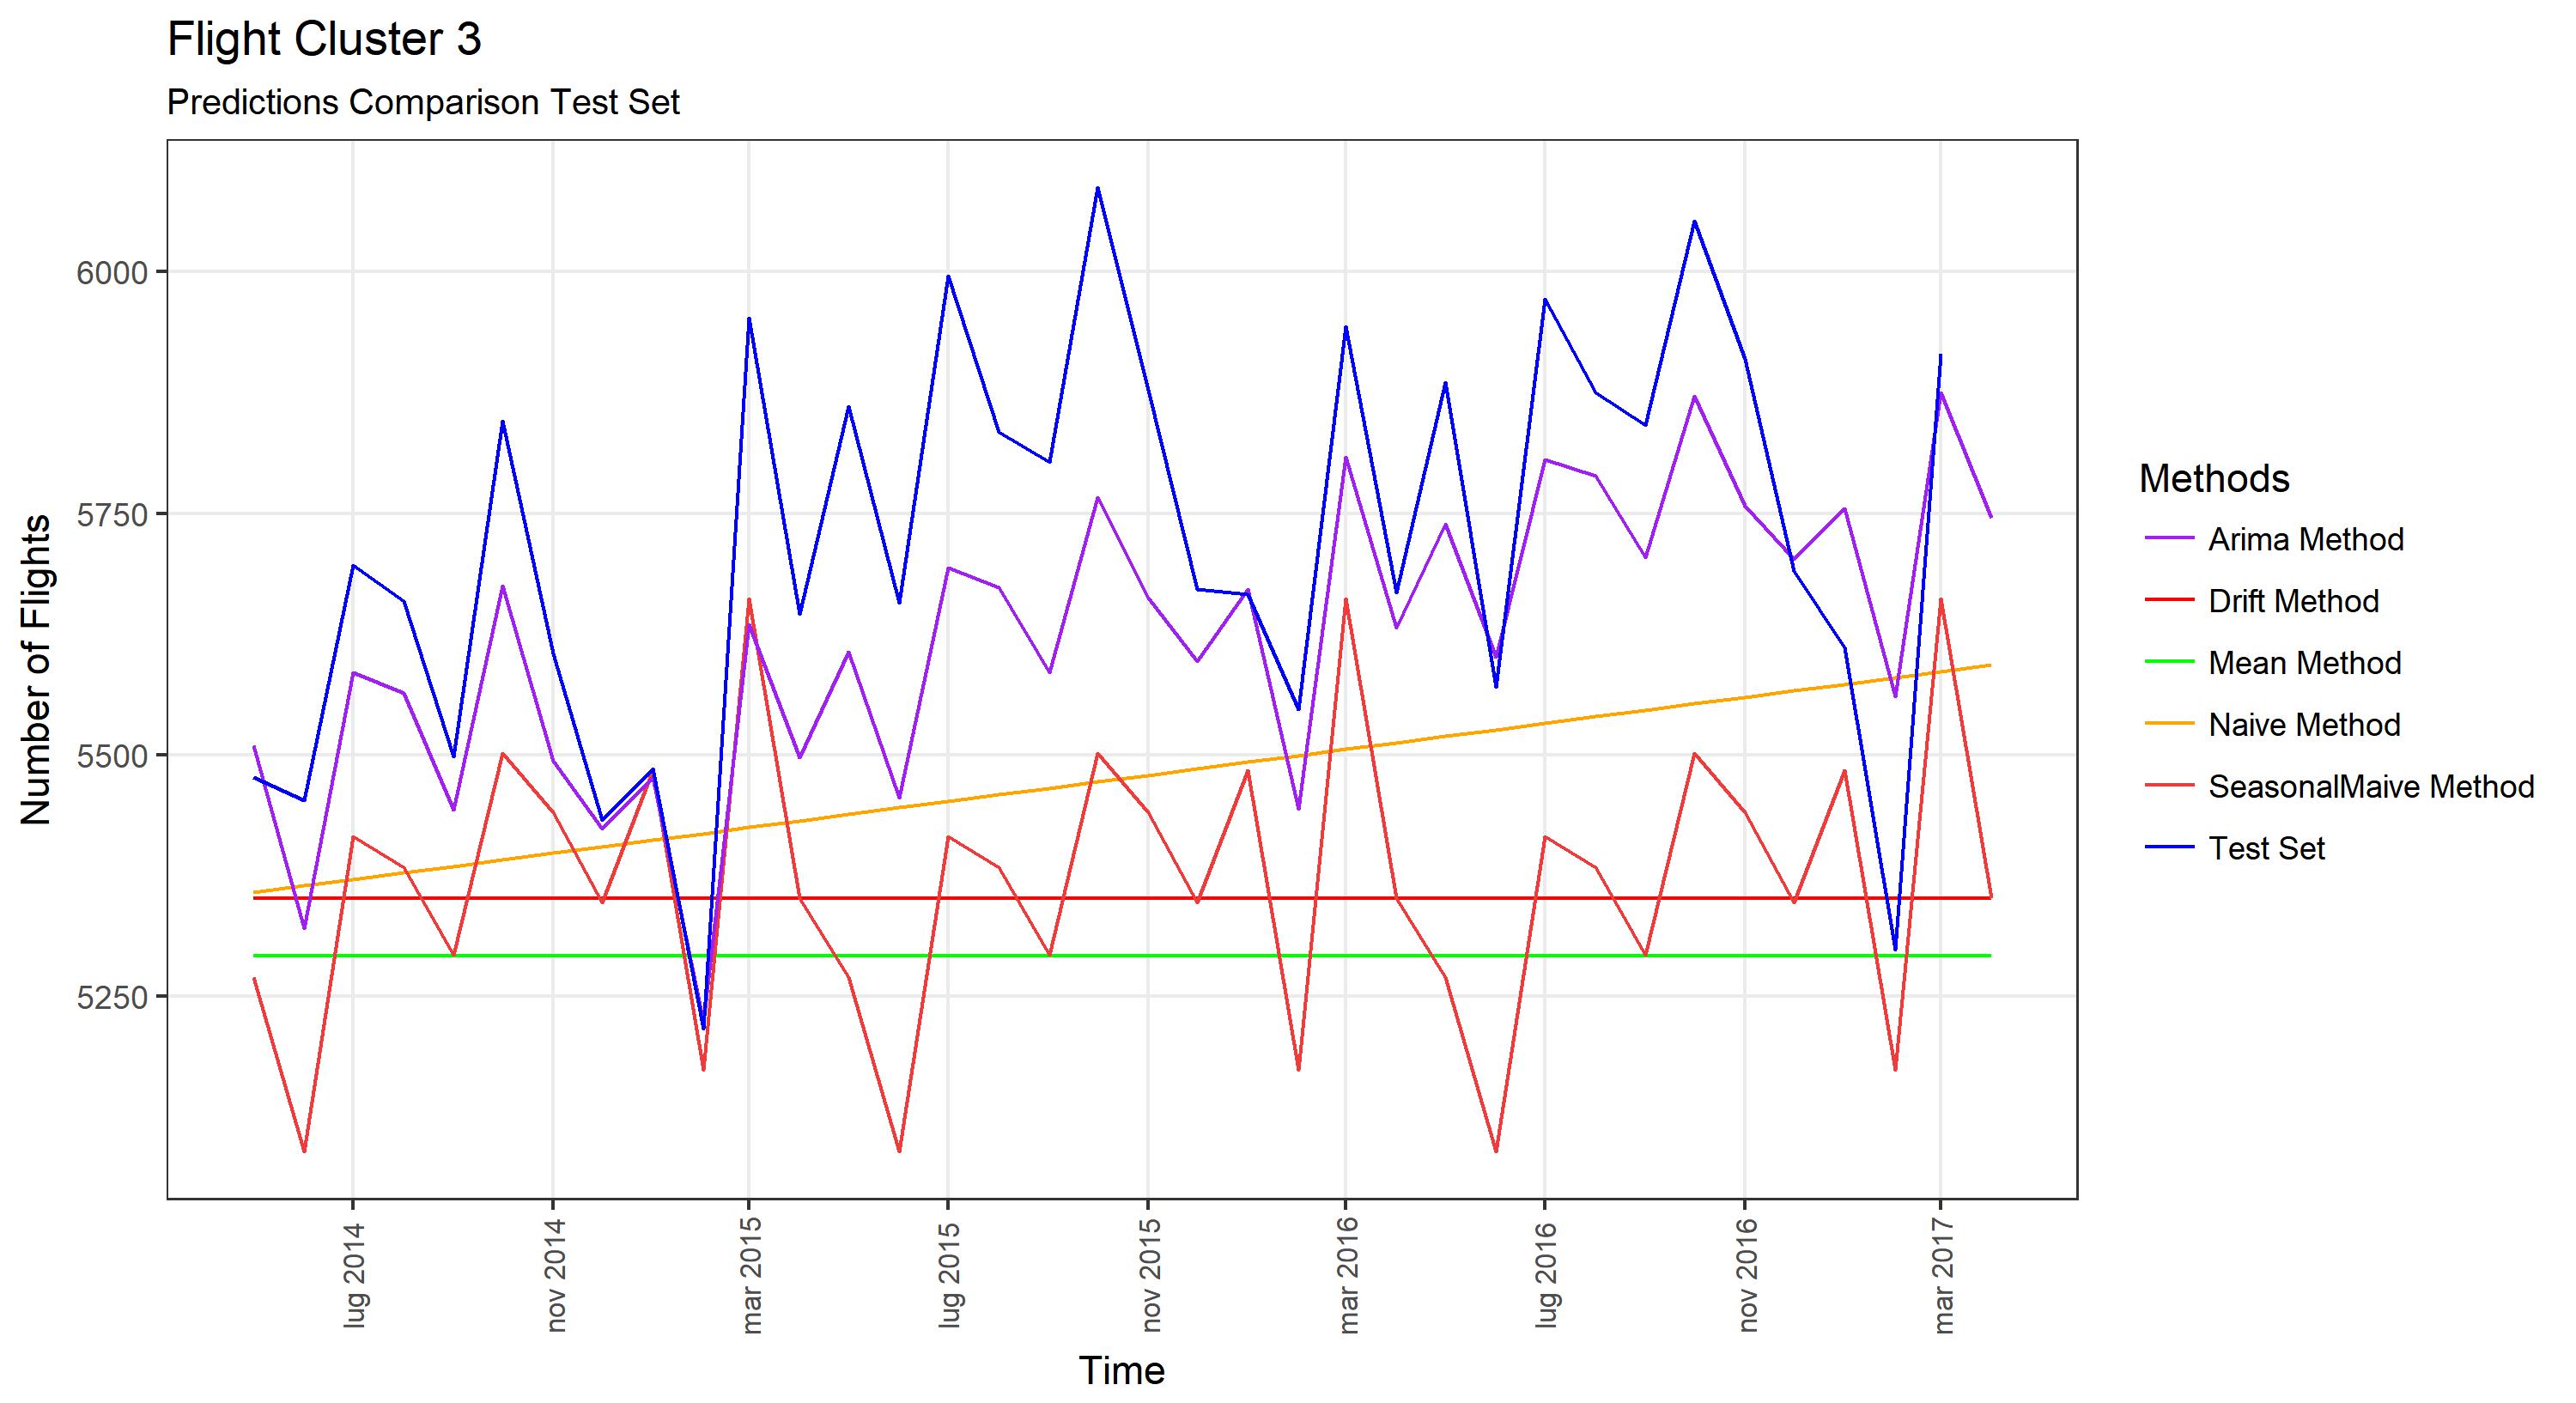 Flight Cluster 3
Predictions Comparison Test Set
Number of Flights
6000
5750
5500
5250
lug 2014
nov 2014
mar 2015
lug 2015
nov 2015
mar 2016
lug 2016
nov 2016
mar 2017
Time
Methods
Arima Method
Drift Method
Mean Method
Naive Method
SeasonalMaive Method
Test Set